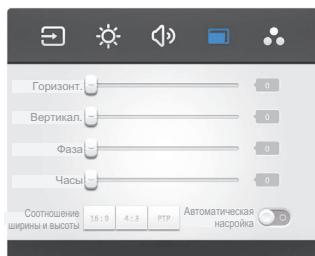 Горизонт. 0
Вертикал. 0
Фаза 0
Часы 0
Соотношение ширины и высоты 16:9 4:3 PTP Автоматическая настройка